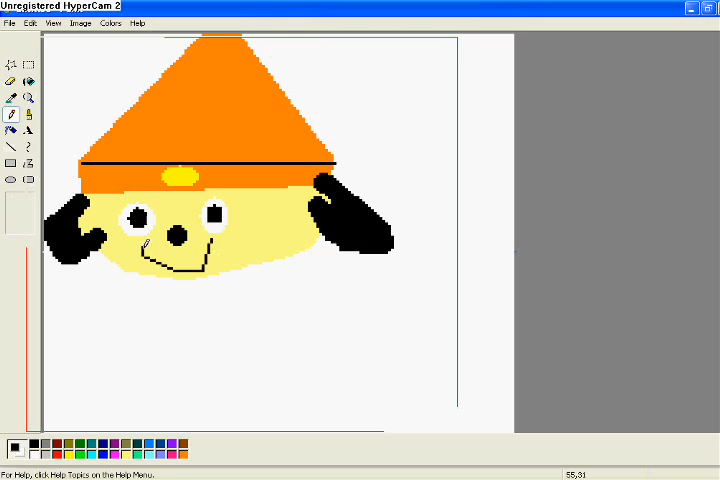 Unregistered HyperCam 2
File Edit View Image Colors Help
A
For Help, click Help Topics on the Help Menu.
55,31